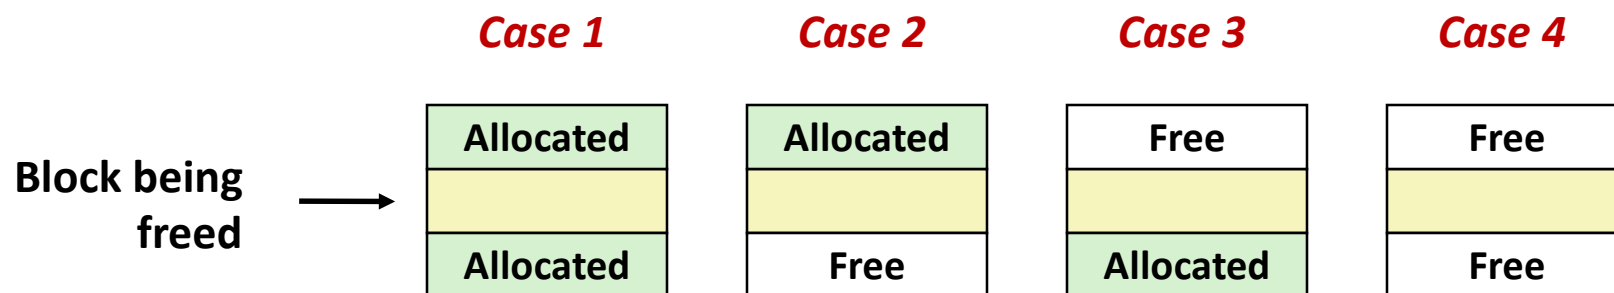 Case 1 Case 2 Case 3 Case 4
Allocated Allocated Free Free
Block being
freed
Allocated Free Allocated Free